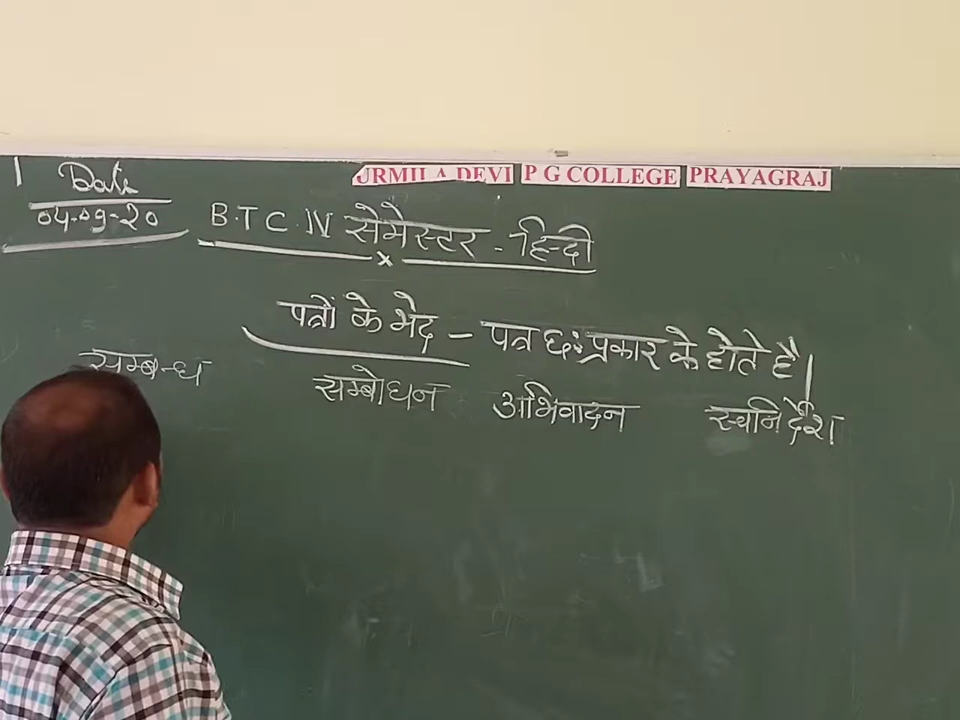 URMILA DEVI P G COLLEGE PRAYAGRAJ
Date
04-09-20
B.T.C. IV सेमेस्टर - हिन्दी
x
पत्रों के भेद - पत्र छः प्रकार के होते है।
सम्बन्ध सम्बोधन अभिवादन स्वनिर्देश